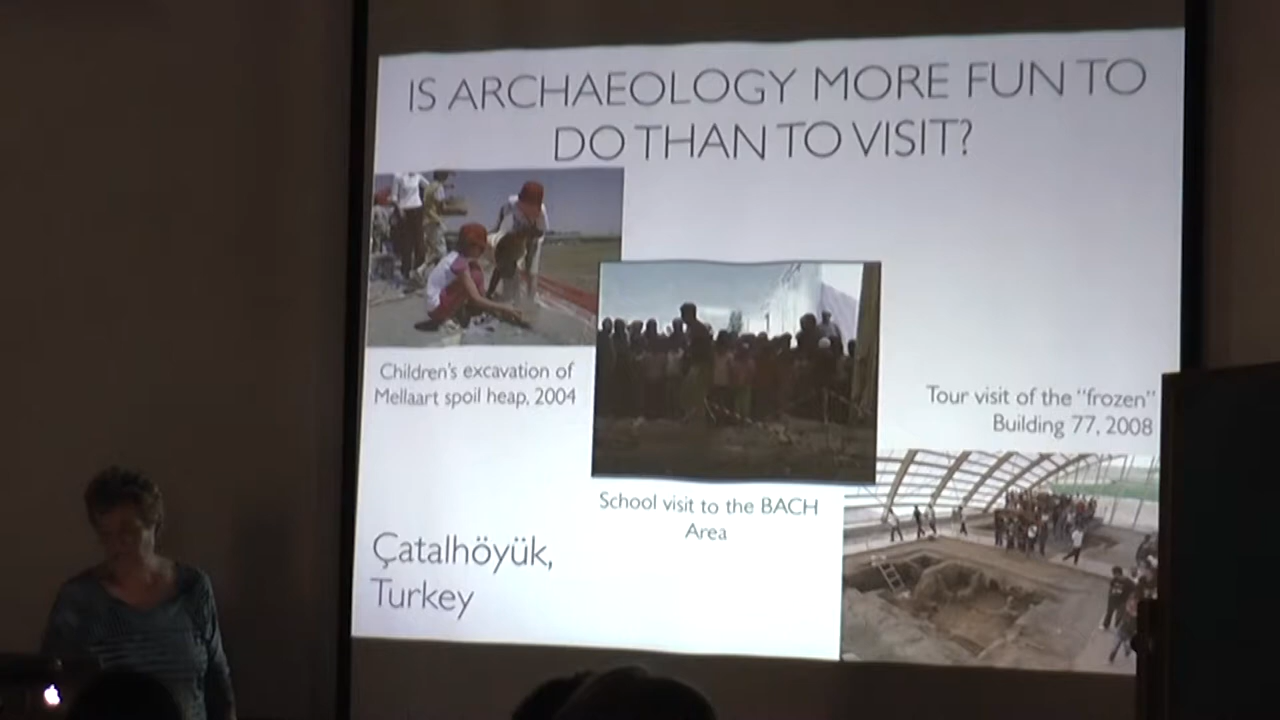 IS ARCHAEOLOGY MORE FUN TO
DO THAN TO VISIT?
Children's excavation of
Mellaart spoil heap, 2004
School visit to the BACH
Area
Tour visit of the "frozen"
Building 77, 2008
Çatalhöyük,
Turkey